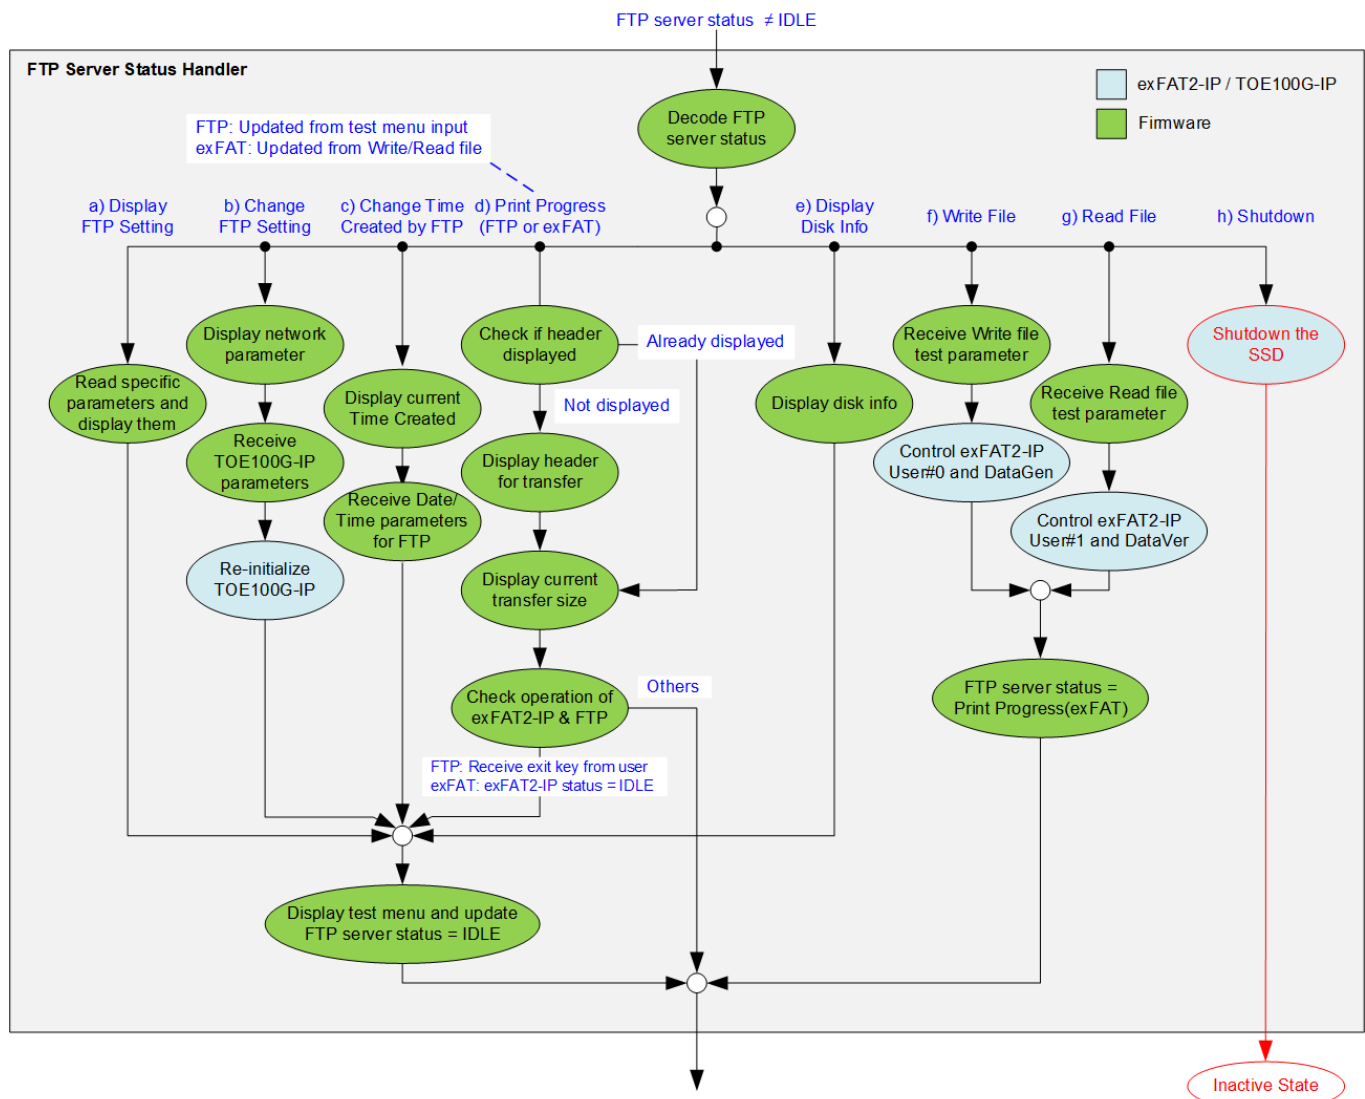 FTP server status ≠ IDLE
FTP Server Status Handler
exFAT2-IP / TOE100G-IP
Firmware
Decode FTP
server status
FTP: Updated from test menu input
exFAT: Updated from Write/Read file
a) Display
FTP Setting
b) Change
FTP Setting
c) Change Time
Created by FTP
d) Print Progress
(FTP or exFAT)
e) Display
Disk Info
f) Write File
g) Read File
h) Shutdown
Read specific
parameters and
display them
Display network
parameter
Receive
TOE100G-IP
parameters
Re-initialize
TOE100G-IP
Display current
Time Created
Receive Date/
Time parameters
for FTP
Check if header
displayed
Already displayed
Not displayed
Display header
for transfer
Display current
transfer size
Check operation of
exFAT2-IP & FTP
Others
FTP: Receive exit key from user
exFAT: exFAT2-IP status = IDLE
Display disk info
Receive Write file
test parameter
Control exFAT2-IP
User#0 and DataGen
Receive Read file
test parameter
Control exFAT2-IP
User#1 and DataVer
FTP server status =
Print Progress(exFAT)
Shutdown the
SSD
Display test menu and update
FTP server status = IDLE
Inactive State